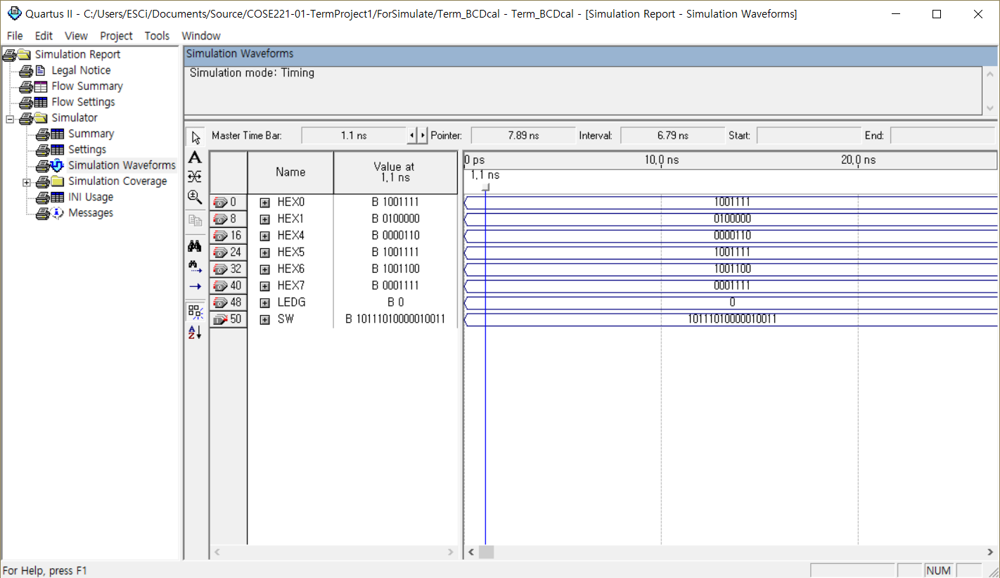 Quartus II - C:/Users/ESCi/Documents/Source/COSE221-01-TermProject1/ForSimulate/Term_BCDcal - Term_BCDcal - [Simulation Report - Simulation Waveforms]
File Edit View Project Tools Window
Simulation Report
Legal Notice
Flow Summary
Flow Settings
Simulator
Summary
Settings
Simulation Waveforms
Simulation Coverage
INI Usage
Messages
Simulation Waveforms
Simulation mode: Timing
Master Time Bar: 1.1 ns Pointer: 7.89 ns Interval: 6.79 ns Start: End:
A
A
Z
Name Value at
1.1 ns
0 ps 10.0 ns 20.0 ns
1.1 ns
0 HEX0 B 1001111 1001111
8 HEX1 B 0100000 0100000
16 HEX4 B 0000110 0000110
24 HEX5 B 1001111 1001111
32 HEX6 B 1001100 1001100
40 HEX7 B 0001111 0001111
48 LEDG B 0 0
50 SW B 10111010000010011 10111010000010011
For Help, press F1 NUM